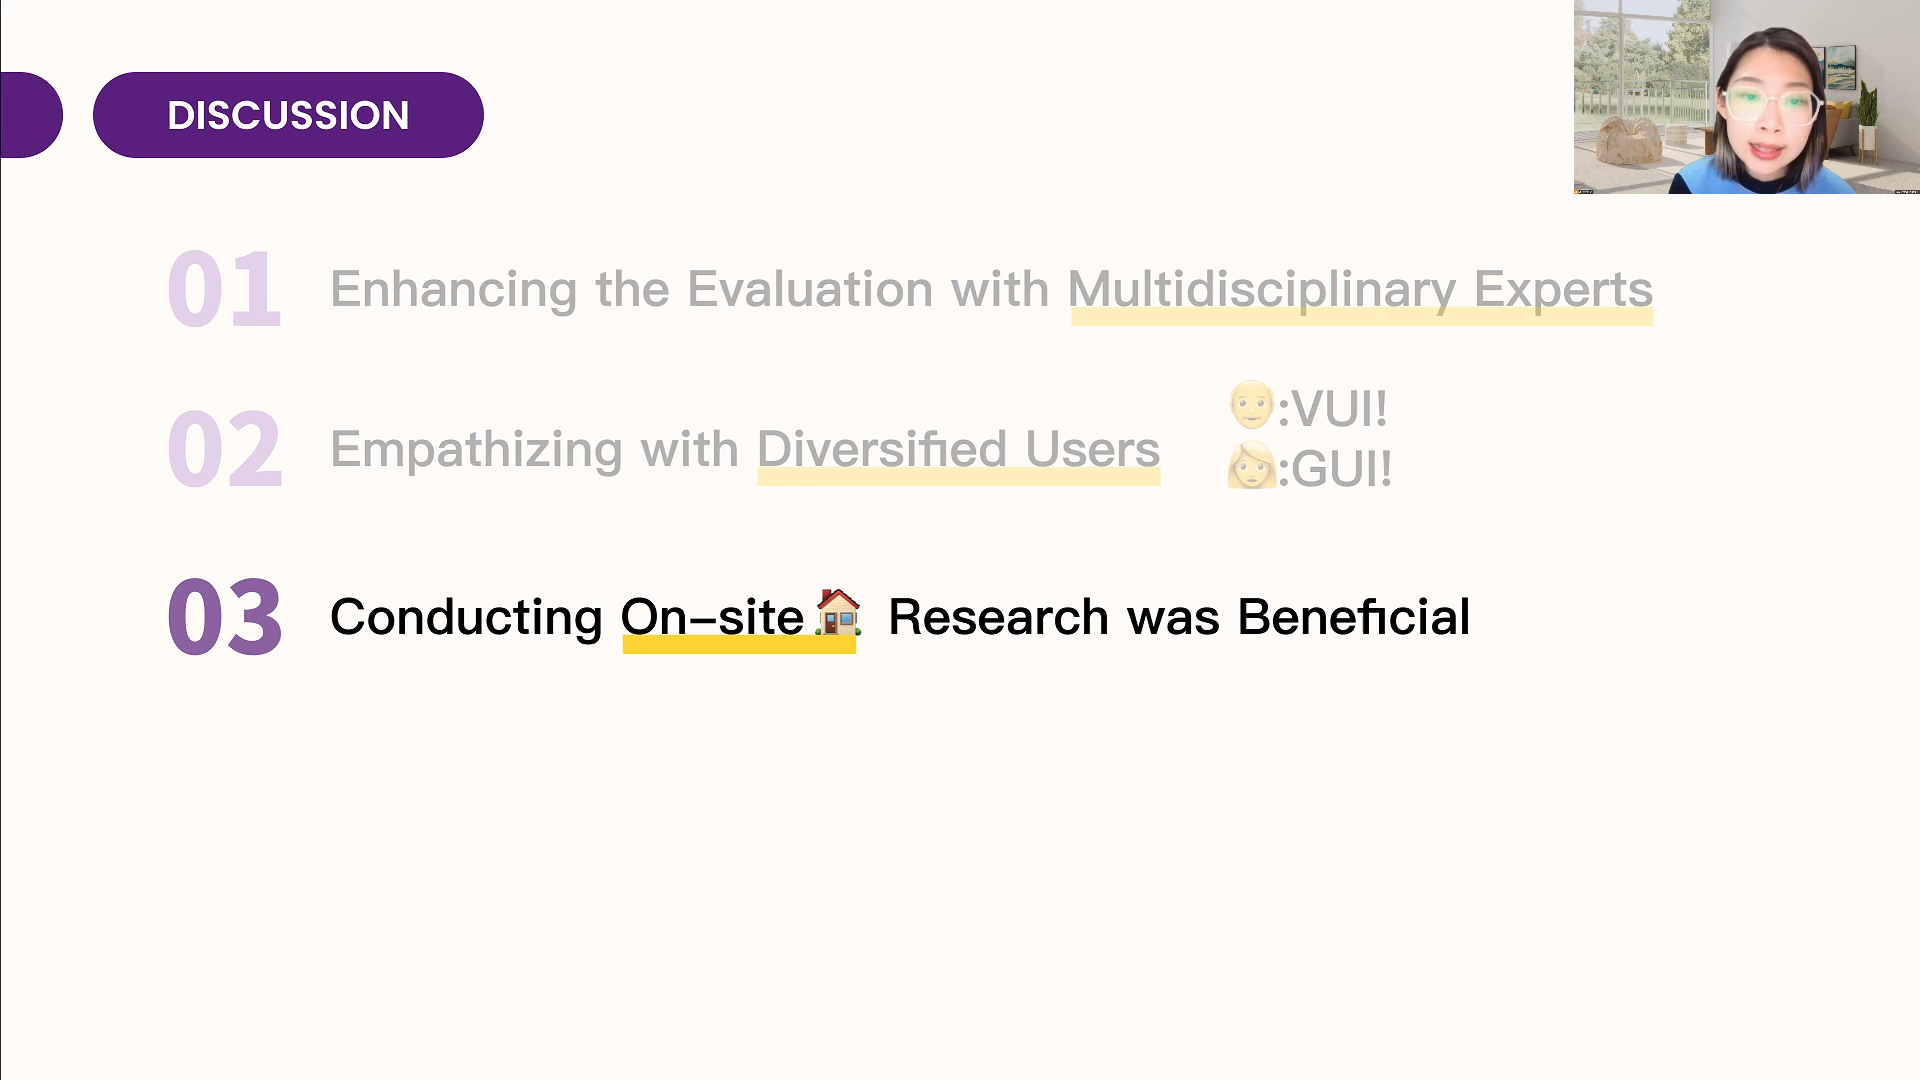 DISCUSSION
01 Enhancing the Evaluation with Multidisciplinary Experts
02 Empathizing with Diversified Users
:VUI!
:GUI!
03 Conducting On-site Research was Beneficial